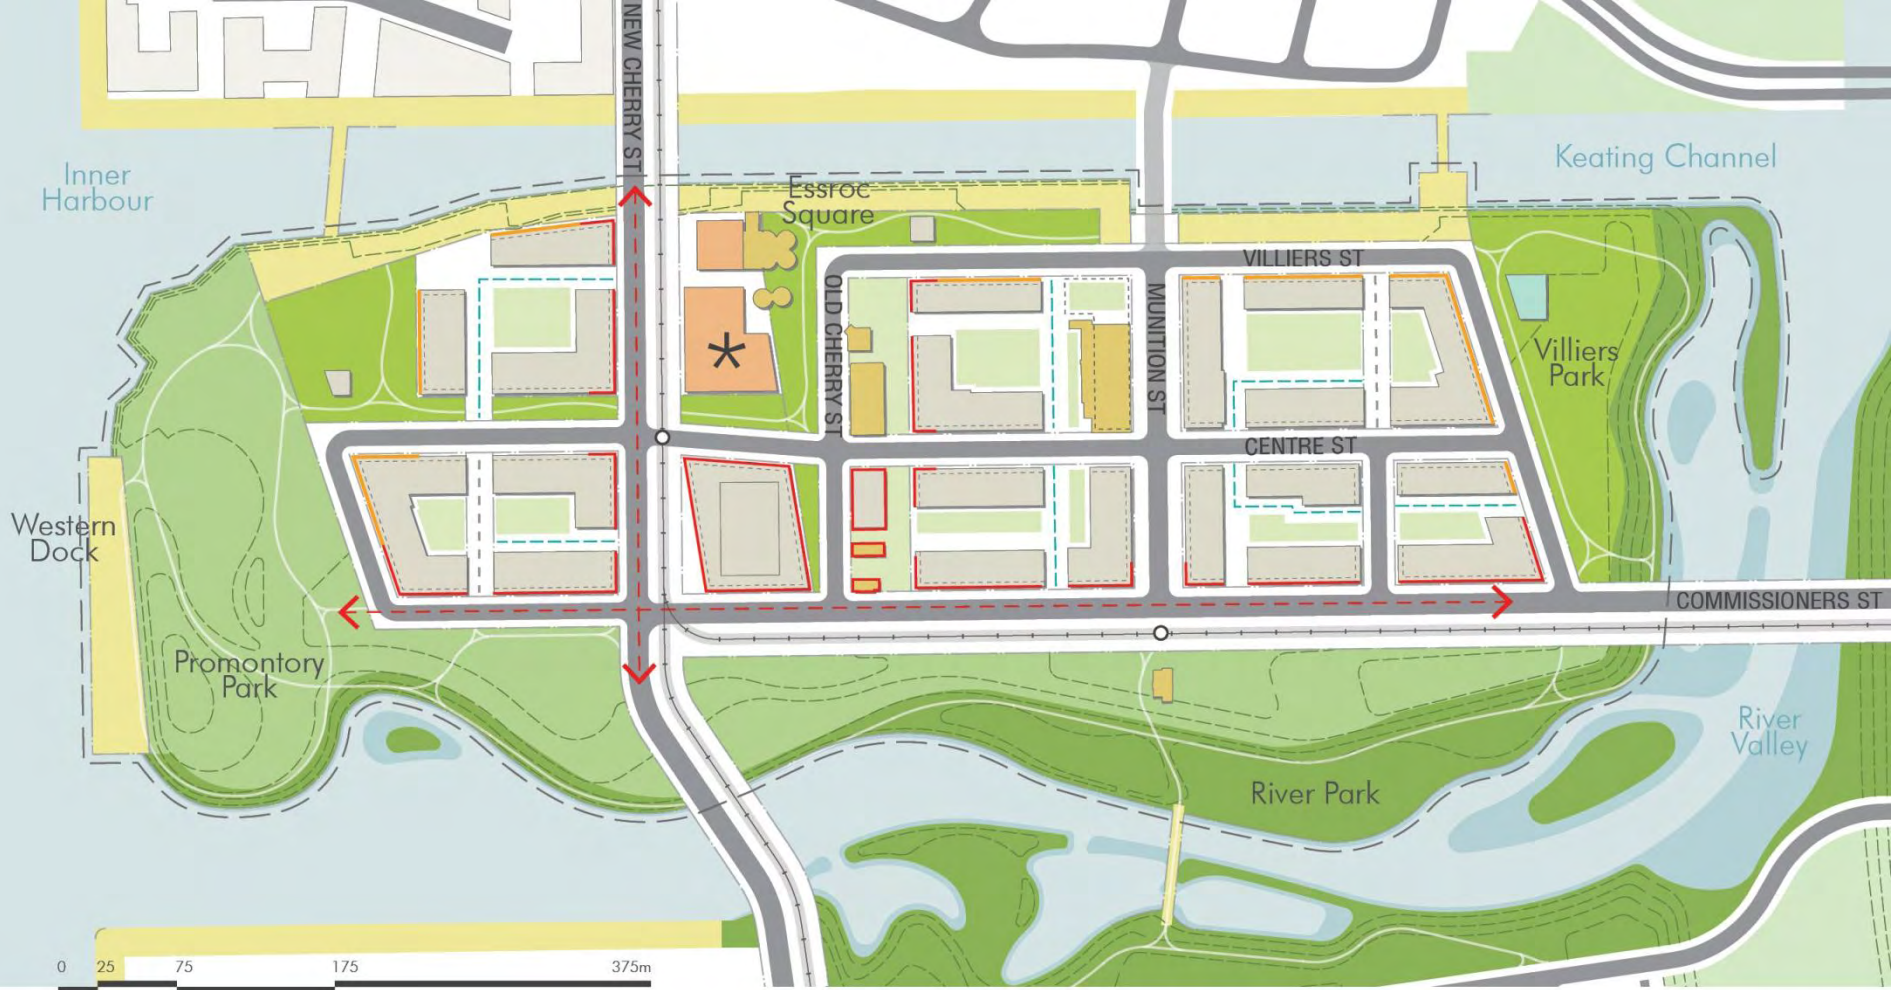 NEW CHERRY ST
Inner
Harbour
Essroc
Square
Keating Channel
VILLIERS ST
OLD CHERRY ST
MUNITION ST
Villiers
Park
CENTRE ST
Western
Dock
COMMISSIONERS ST
Promontory
Park
River
Valley
River Park
0 25 75 175 375m